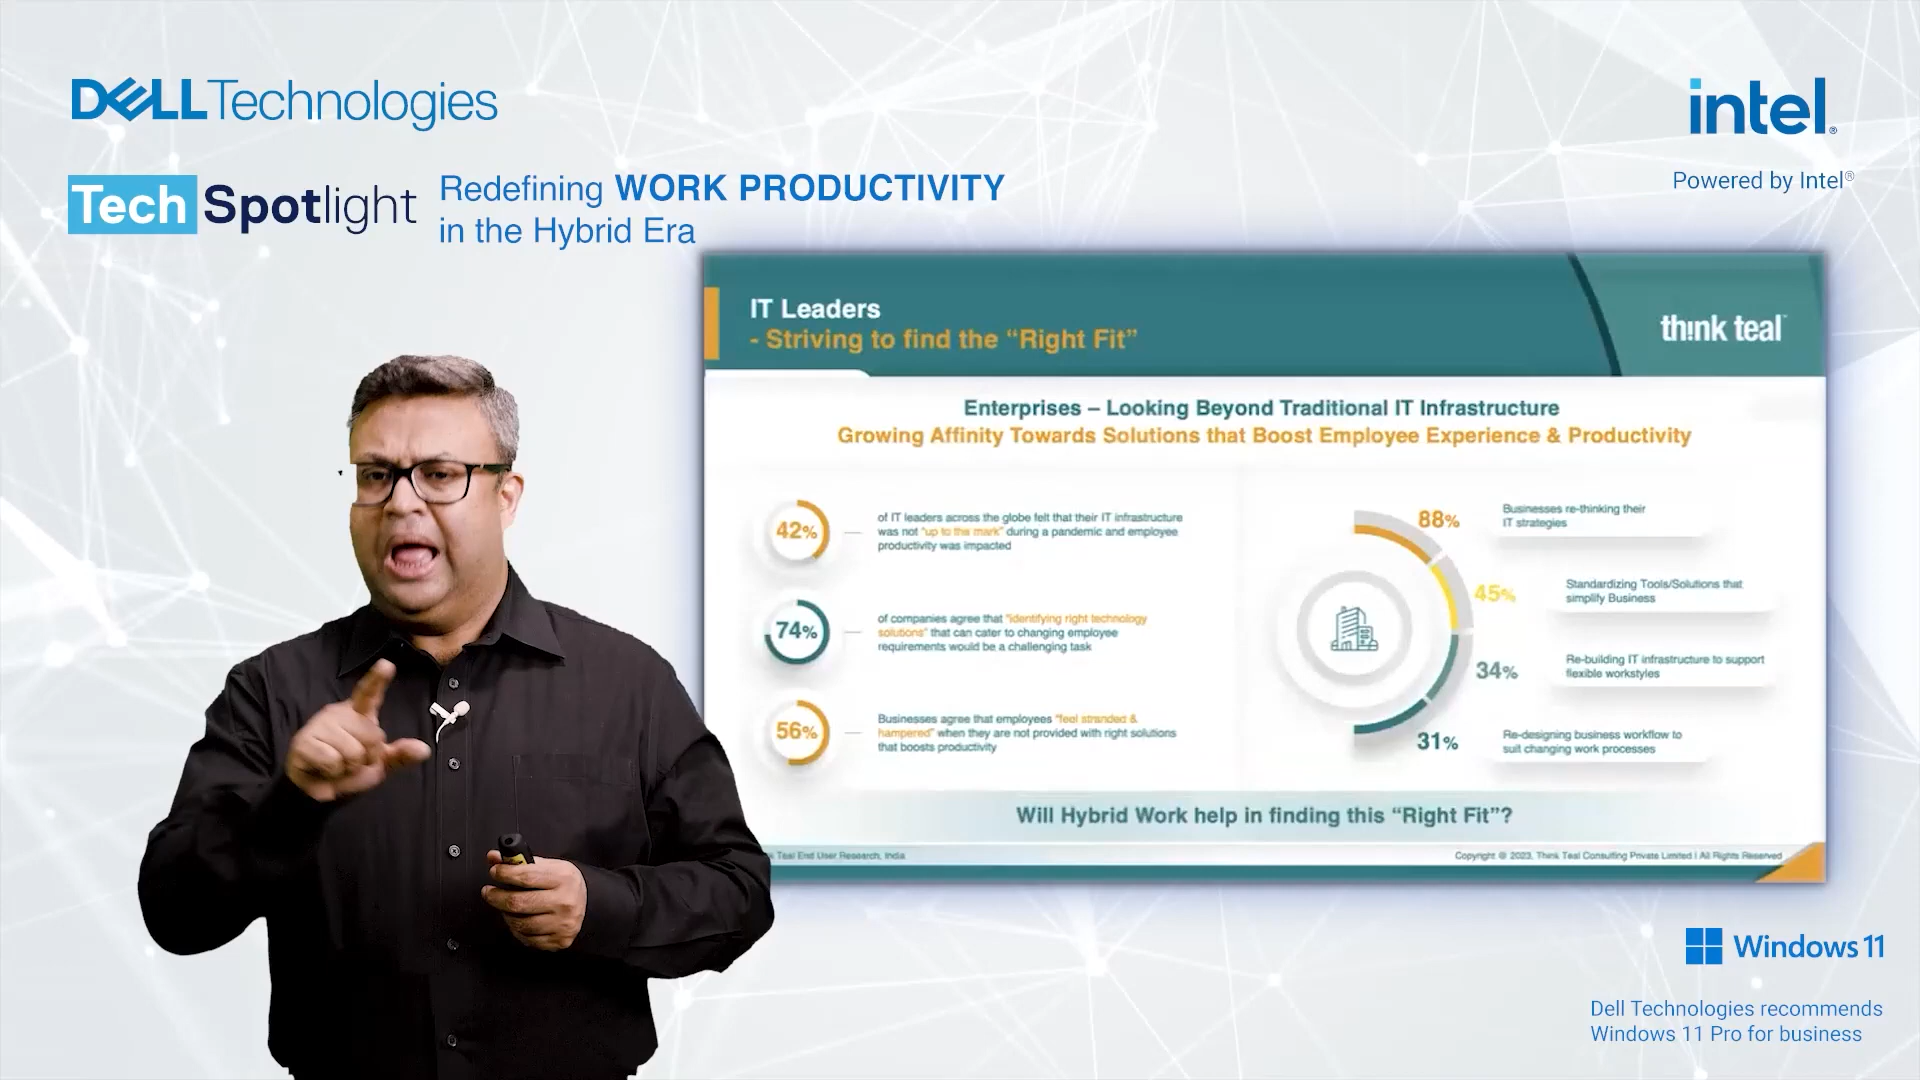 DELL Technologies
intel®
Powered by Intel®
Tech Spotlight
Redefining WORK PRODUCTIVITY
in the Hybrid Era
IT Leaders
- Striving to find the “Right Fit”
th!nk teal
Enterprises – Looking Beyond Traditional IT Infrastructure
Growing Affinity Towards Solutions that Boost Employee Experience & Productivity
42%
of IT leaders across the globe felt that their IT infrastructure
was not “up to the mark” during a pandemic and employee
productivity was impacted
74%
of companies agree that “identifying right technology
solutions” that can cater to changing employee
requirements would be a challenging task
56%
Businesses agree that employees “feel stranded &
hampered” when they are not provided with right solutions
that boosts productivity
88%
Businesses re-thinking their
IT strategies
45%
Standardizing Tools/Solutions that
simplify Business
34%
Re-building IT infrastructure to support
flexible workstyles
31%
Re-designing business workflow to
suit changing work processes
Will Hybrid Work help in finding this “Right Fit”?
Teal End User Research, India
Copyright @ 2023, Think Teal Consulting Private Limited | All Rights Reserved
Windows 11
Dell Technologies recommends
Windows 11 Pro for business